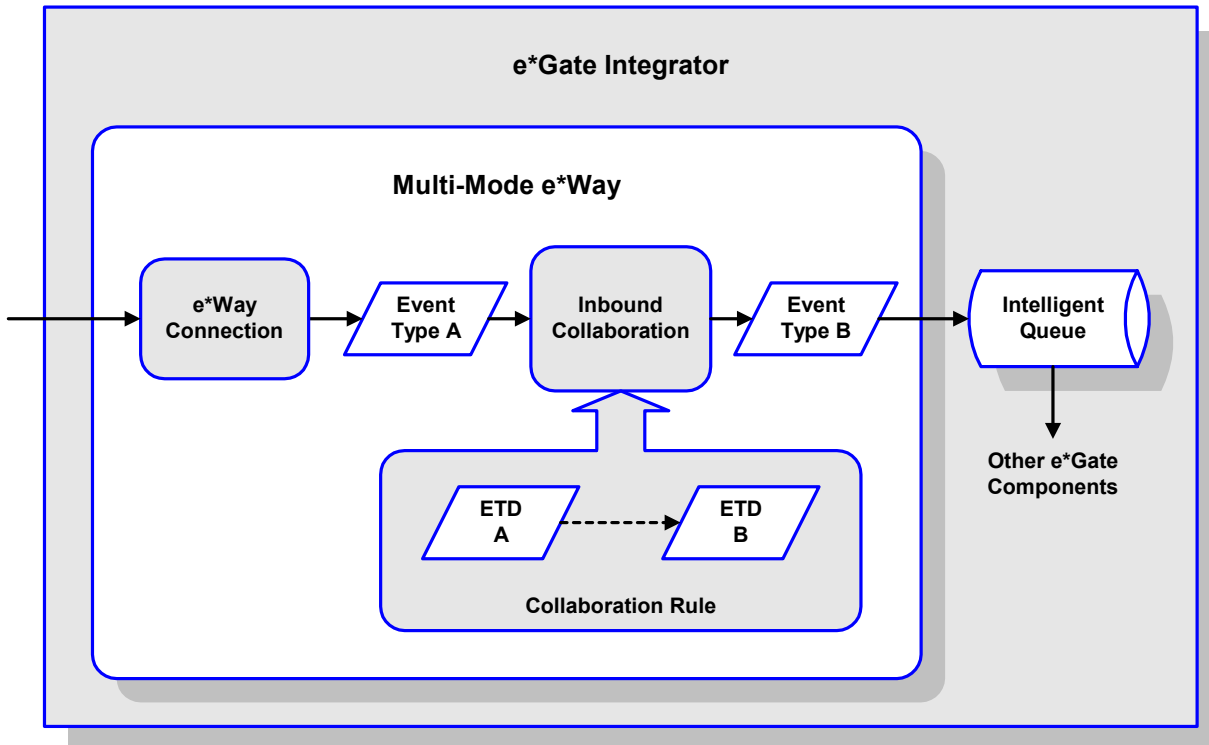 e*Gate Integrator
Multi-Mode e*Way
e*Way
Connection
Event
Type A
Inbound
Collaboration
Event
Type B
Intelligent
Queue
Other e*Gate
Components
ETD
A
ETD
B
Collaboration Rule